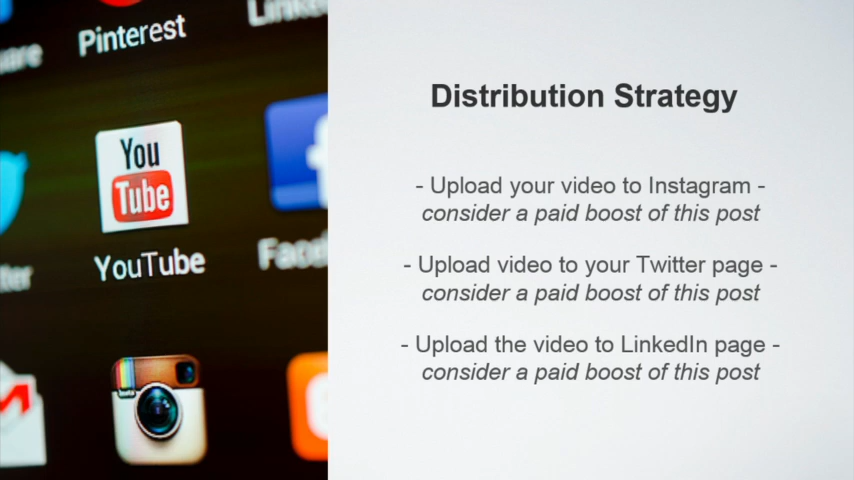 Pinterest
You
Tube
YouTube
Distribution Strategy
- Upload your video to Instagram -
consider a paid boost of this post
- Upload video to your Twitter page -
consider a paid boost of this post
- Upload the video to LinkedIn page -
consider a paid boost of this post